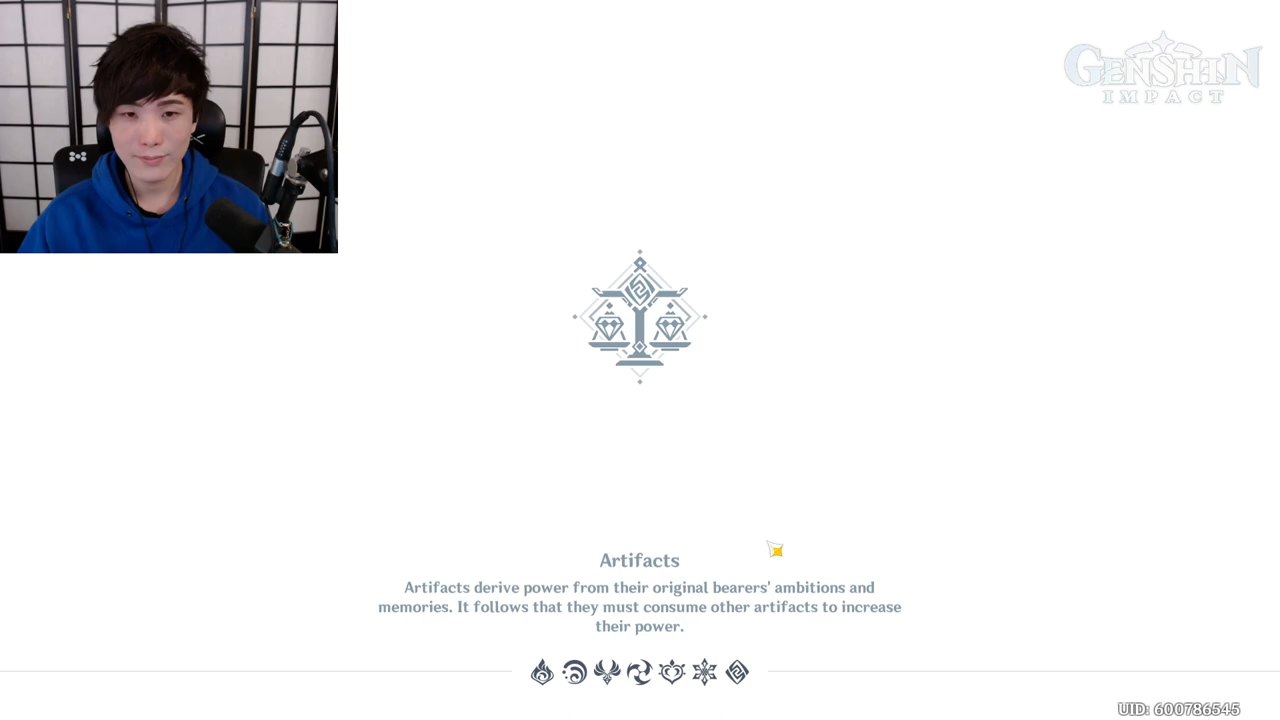 GENSHIN
IMPACT
Artifacts
Artifacts derive power from their original bearers' ambitions and
memories. It follows that they must consume other artifacts to increase
their power.
UID: 600786545